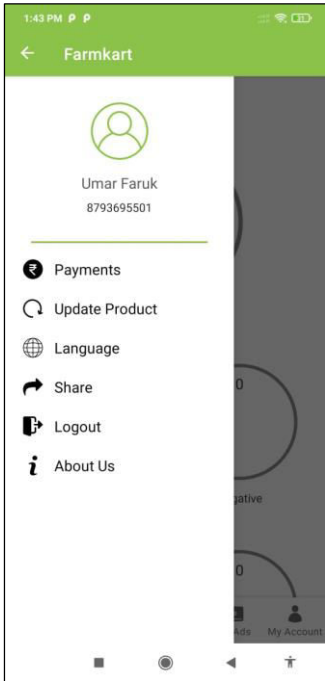 1:43 PM P P
Farmkart
Umar Faruk
8793695501
Payments
Update Product
Language
Share
Logout
i About Us
0
gative
0
Ads My Account